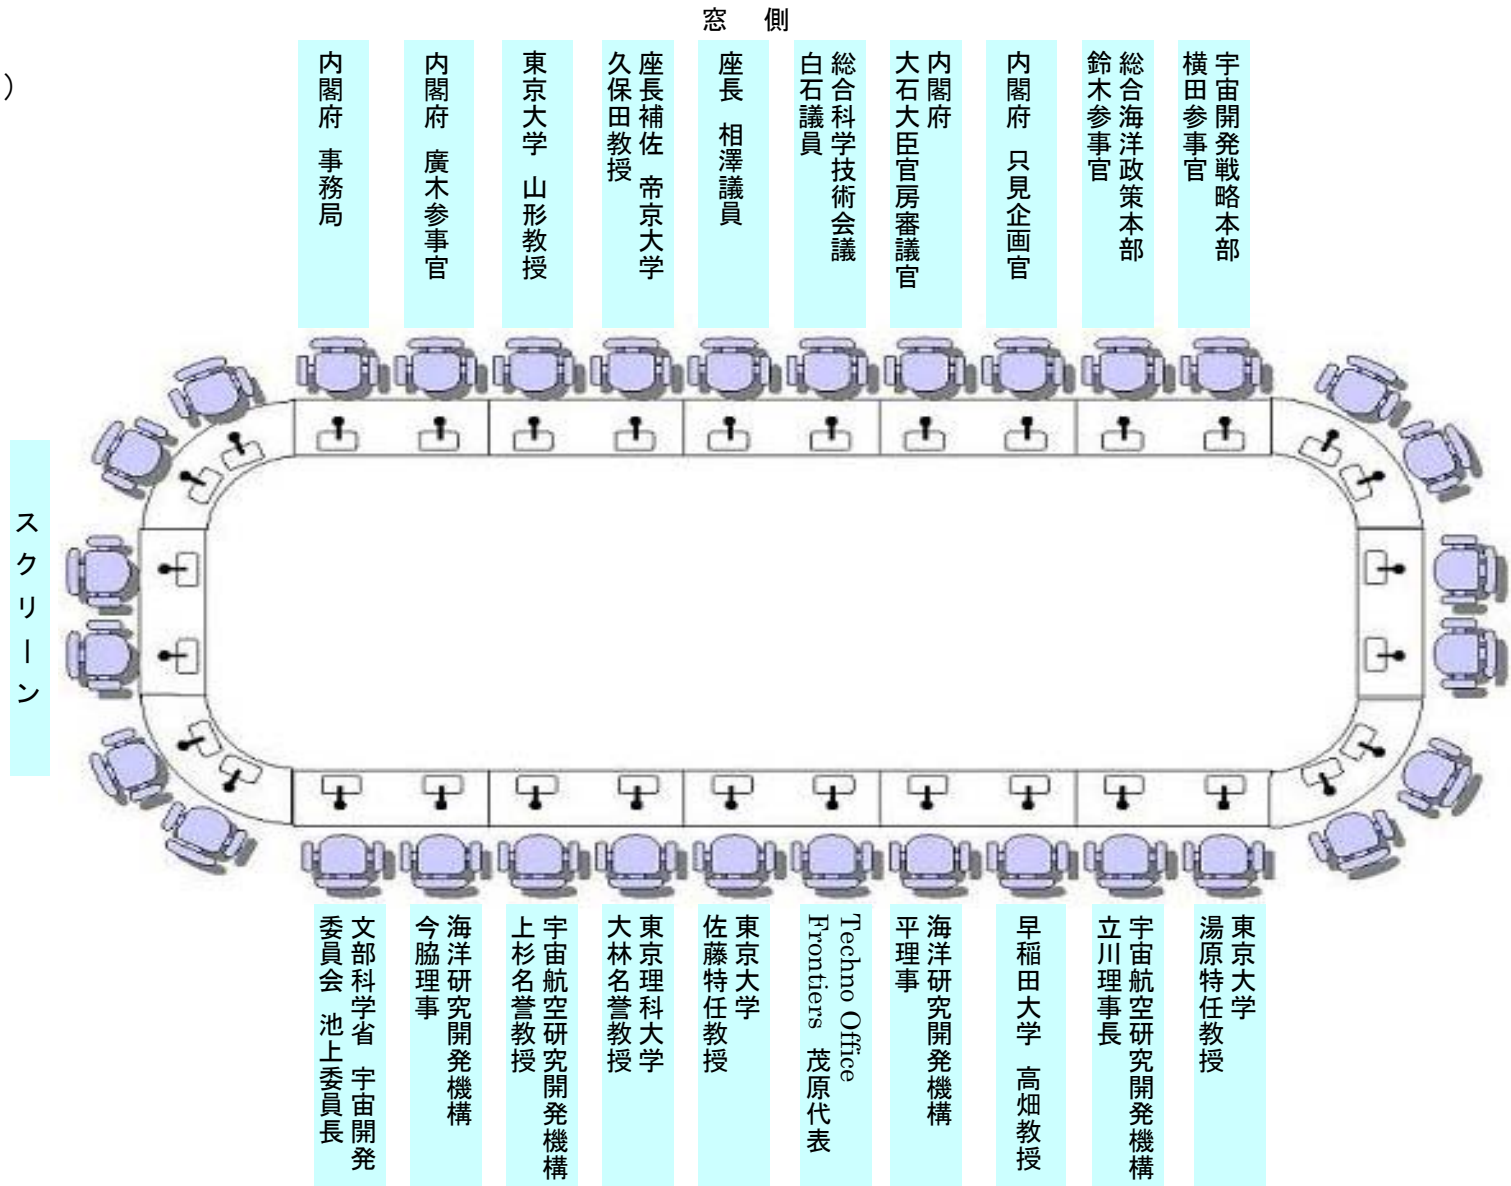 窓 側
）
内閣府 事務局
内閣府 廣木参事官
東京大学 山形教授
座長補佐 帝京大学
久保田教授
座長 相澤議員
総合科学技術会議
白石議員
内閣府
大石大臣官房審議官
内閣府 只見企画官
総合海洋政策本部
鈴木参事官
宇宙開発戦略本部
横田参事官
スクリーン
文部科学省 宇宙開発
委員会 池上委員長
海洋研究開発機構
今脇理事
宇宙航空研究開発機構
上杉名誉教授
東京理科大学
大林名誉教授
東京大学
佐藤特任教授
Techno Office
Frontiers 茂原代表
海洋研究開発機構
平理事
早稲田大学 高畑教授
宇宙航空研究開発機構
立川理事長
東京大学
湯原特任教授